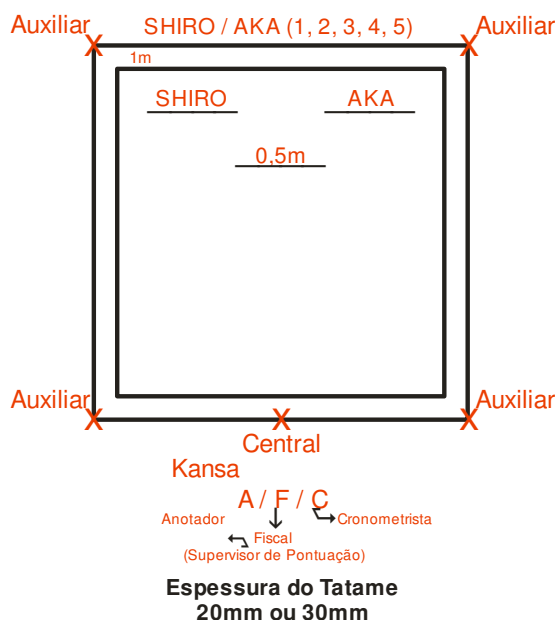 Auxiliar SHIRO / AKA (1, 2, 3, 4, 5) Auxiliar
X X
1m
SHIRO AKA
0,5m
Auxiliar Auxiliar
X X X
Central
Kansa
A / F / C
Anotador Cronometrista
Fiscal
(Supervisor de Pontuação)
Espessura do Tatame
20mm ou 30mm